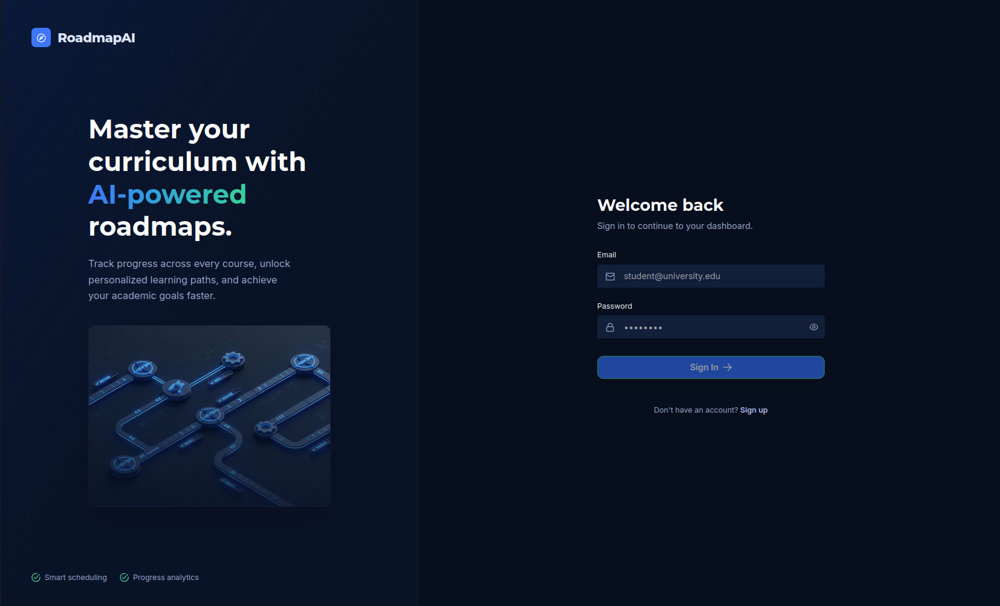 RoadmapAI
Master your
curriculum with
AI-powered
roadmaps.
Track progress across every course, unlock
personalized learning paths, and achieve
your academic goals faster.
Smart scheduling
Progress analytics
Welcome back
Sign in to continue to your dashboard.
Email
student@university.edu
Password
••••••••
Sign In →
Don't have an account? Sign up